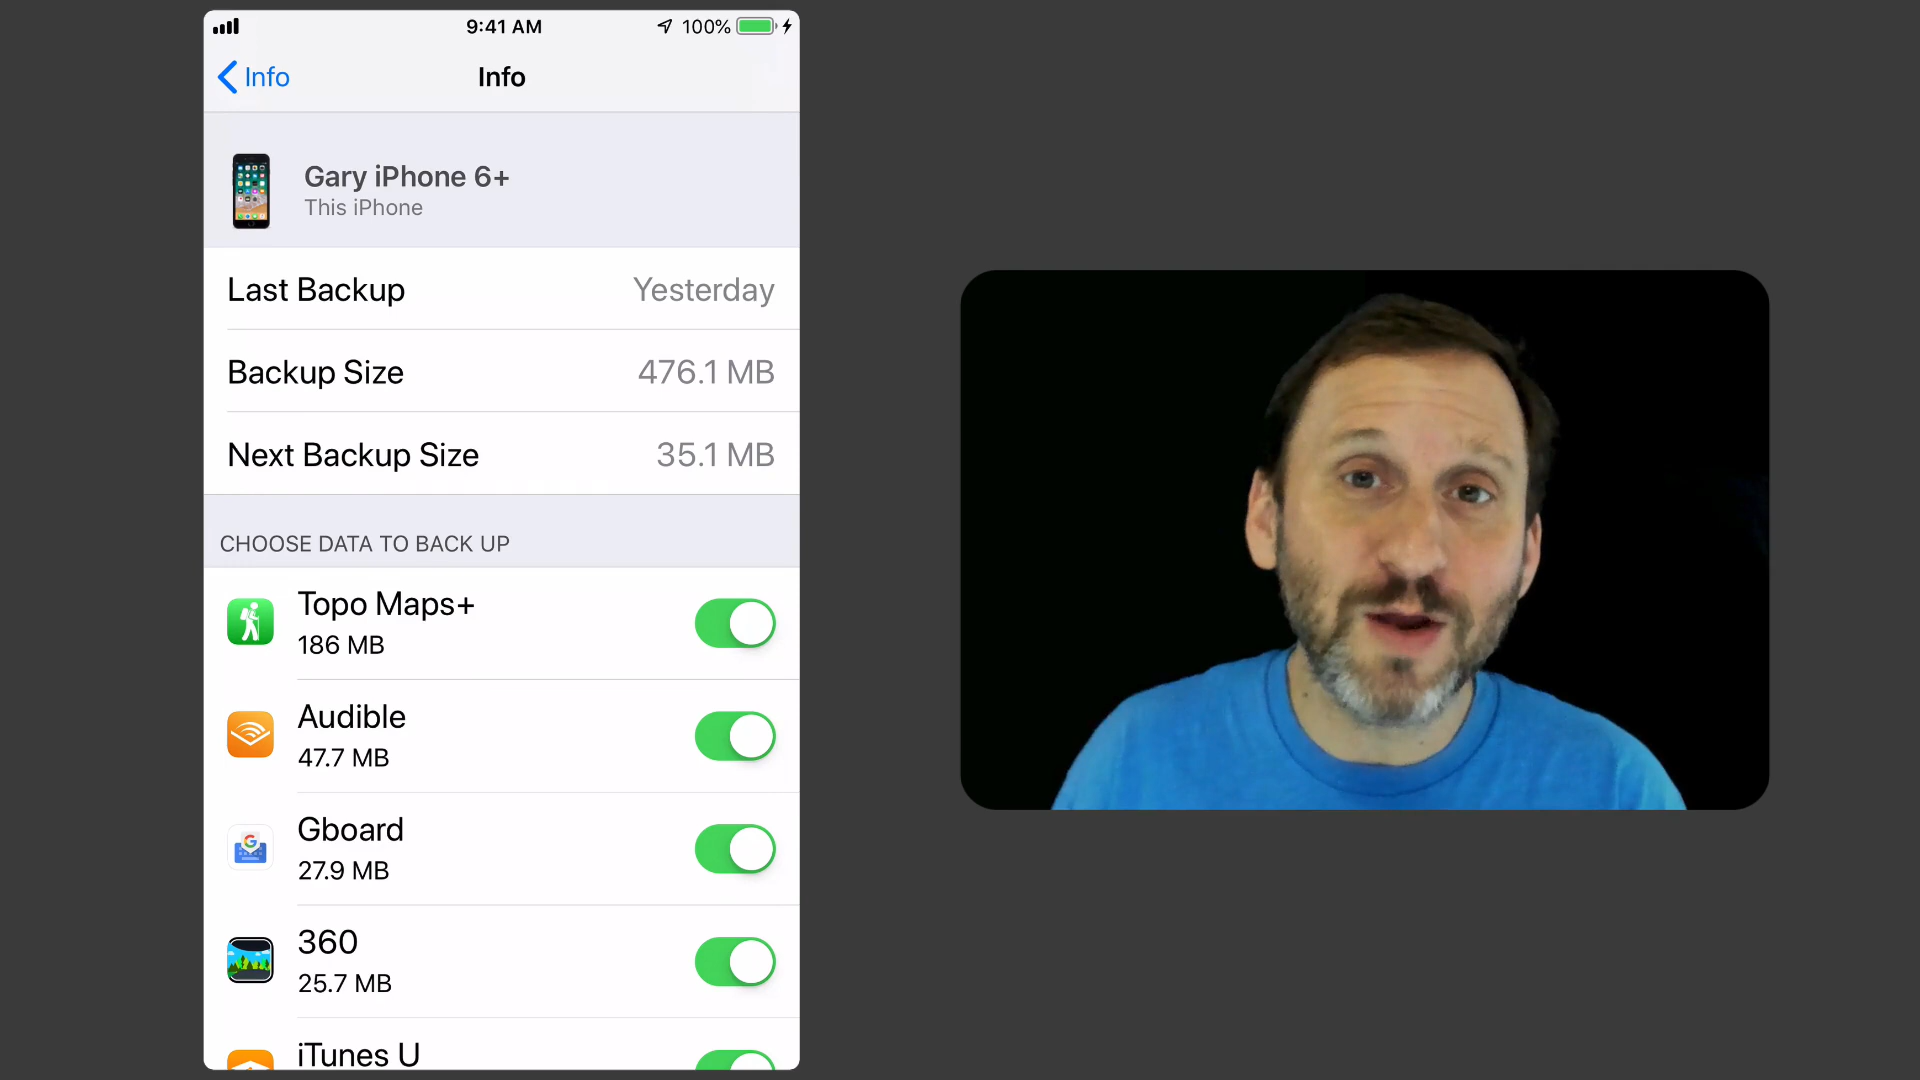 9:41 AM
100%
Info
Info
Gary iPhone 6+
This iPhone
Last Backup
Yesterday
Backup Size
476.1 MB
Next Backup Size
35.1 MB
CHOOSE DATA TO BACK UP
Topo Maps+
186 MB
Audible
47.7 MB
Gboard
27.9 MB
360
25.7 MB
iTunes U